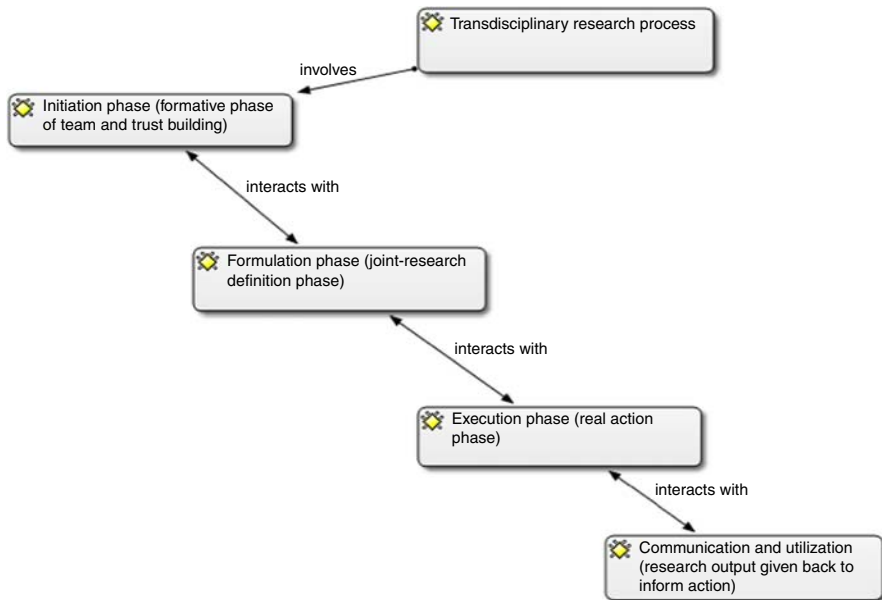 Transdisciplinary research process
involves
Initiation phase (formative phase
of team and trust building)
interacts with
Formulation phase (joint-research
definition phase)
interacts with
Execution phase (real action
phase)
interacts with
Communication and utilization
(research output given back to
inform action)